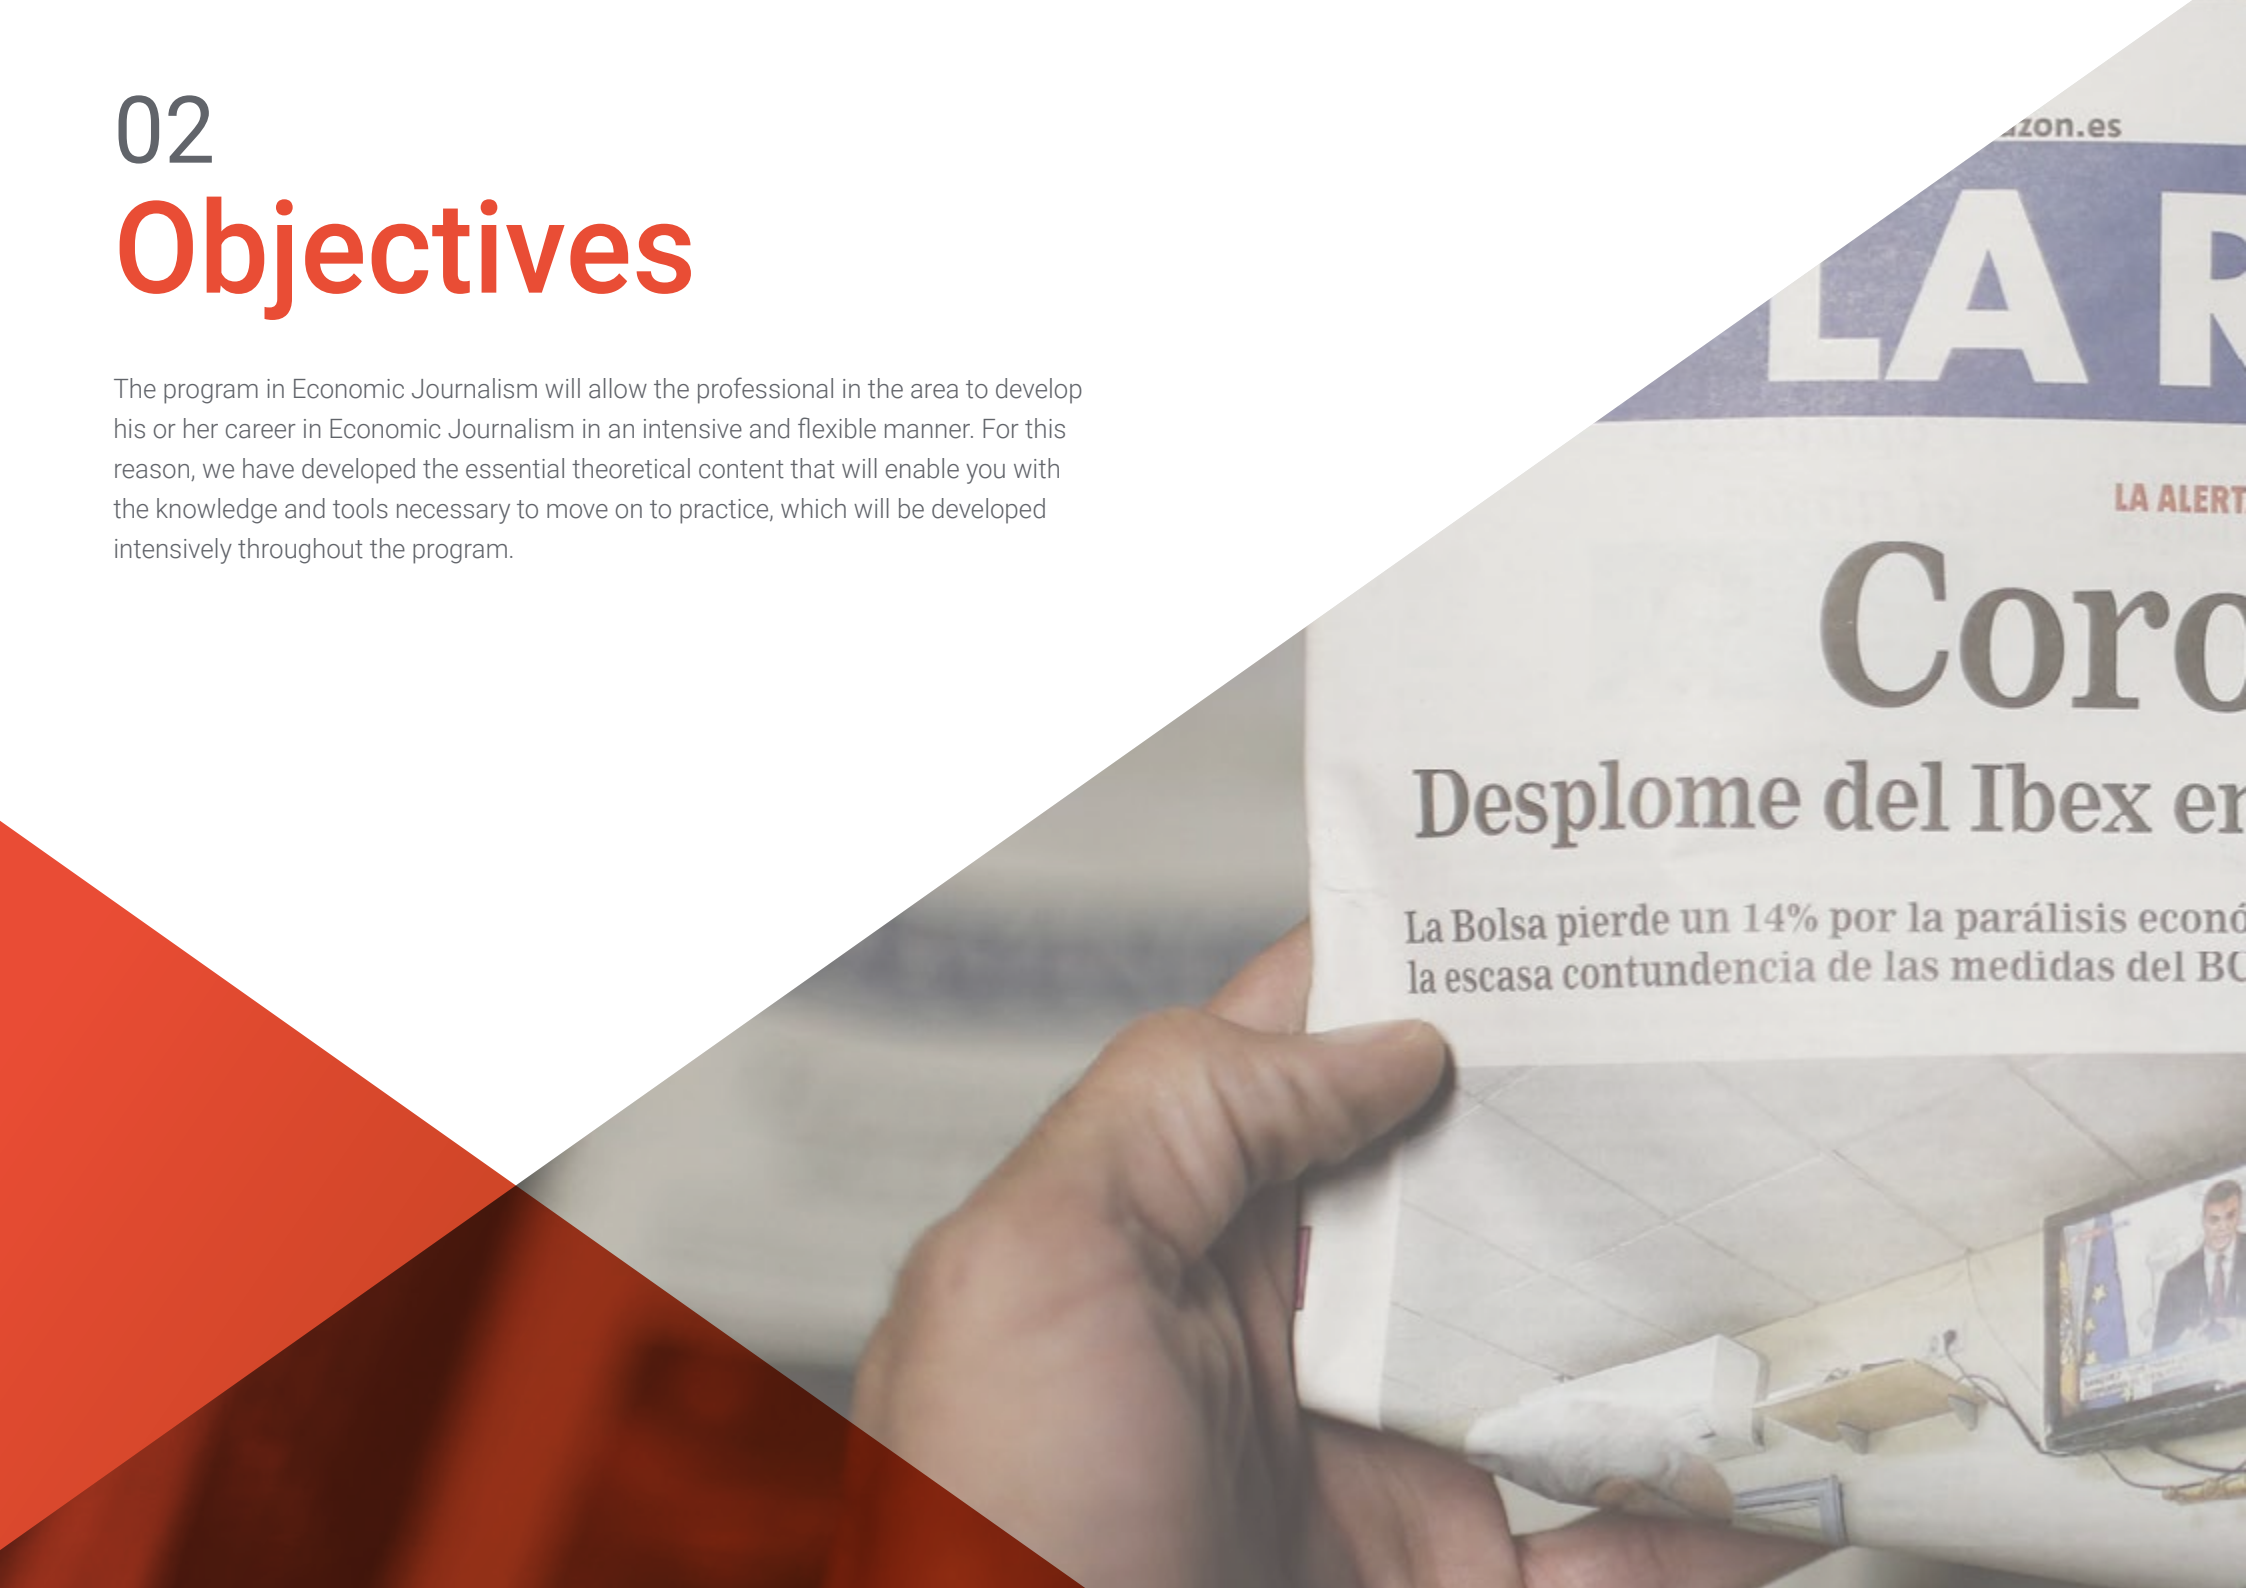 02
Objectives
The program in Economic Journalism will allow the professional in the area to develop
his or her career in Economic Journalism in an intensive and flexible manner. For this
reason, we have developed the essential theoretical content that will enable you with
the knowledge and tools necessary to move on to practice, which will be developed
intensively throughout the program.
zon.es
LA R
LA ALERT
Coro
Desplome del Ibex en
La Bolsa pierde un 14% por la parálisis econó
la escasa contundencia de las medidas del BC